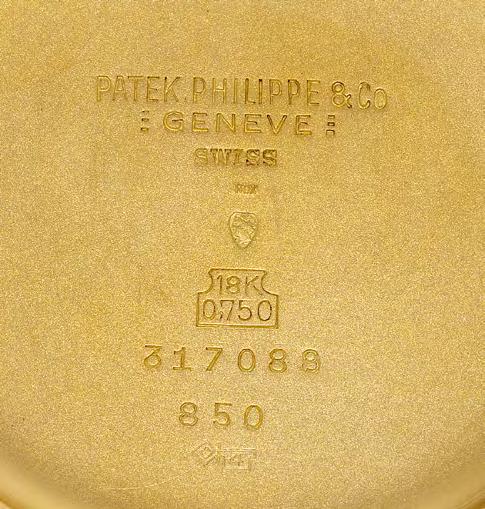 PATEK, PHILIPPE & Co
GENEVE
SWISS
18K
0,750
317088
850